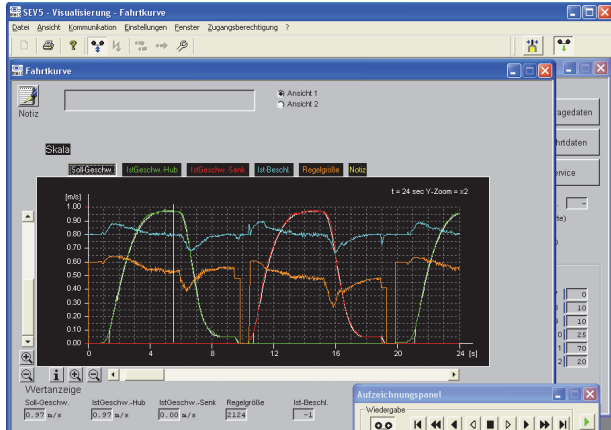 SEV5 - Visualisierung - Fahrtkurve
Datei Ansicht Kommunikation Einstellungen Fenster Zugangsberechtigung ?
Fahrtkurve
Notiz
Ansicht 1
Ansicht 2
agedaten
hrtdaten
ervice
te)
Skala
Soll-Geschw. IstGeschw.-Hub IstGeschw.-Senk Ist-Beschl. Regelgröße Notiz
[m/s]
t = 24 sec Y-Zoom = x2
1.00
0.90
0.80
0.70
0.60
0.50
0.40
0.30
0.20
0.10
0.00
0 4 8 12 16 20 24 [s]
0
10
10
0 25
1 70
2 20
Wertanzeige
Soll-Geschw. IstGeschw.-Hub IstGeschw.-Senk Regelgröße Ist-Beschl.
0.97 m/s 0.97 m/s 0.00 m/s 2124 -1
Aufzeichnungspanel
Wiedergabe